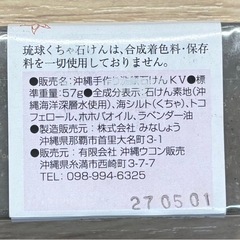 琉球くちゃ石けんは、合成着色料・保存
料を一切使用しておりません。
●販売名:沖縄手作り洗顔石けんＫＶ●標
準重量:57g●全成分表示:石けん素地(沖
縄海洋深層水使用)、海シルト(くちゃ)、トコ
フェロール、ホホバオイル、ラベンダー油
●製造販売元:株式会社 みなしょう
沖縄県那覇市首里大名町3-1
●販売元:有限会社 沖縄ウコン販売
沖縄県糸満市西崎町3-7-7
TEL:098-994-6325
27 05 01